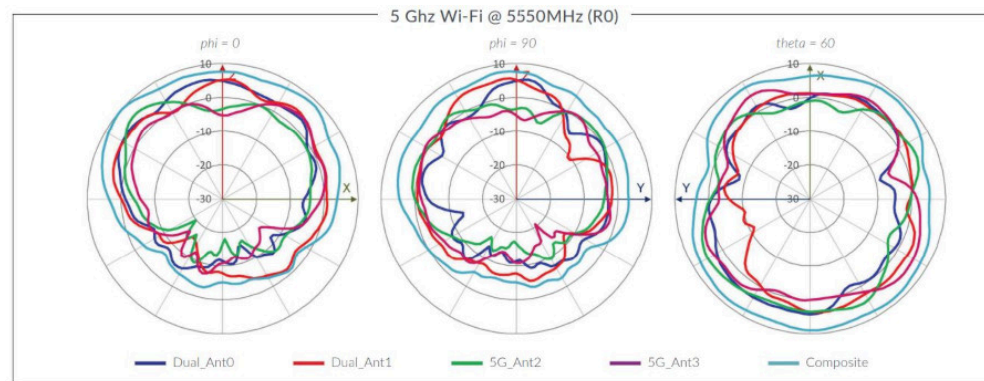 5 Ghz Wi-Fi @ 5550MHz (R0)
phi = 0
phi = 90
theta = 60
10
0
-10
-20
-30
Z
X
10
0
-10
-20
-30
Z
Y
10
0
-10
-20
-30
X
Y
Dual_Ant0
Dual_Ant1
5G_Ant2
5G_Ant3
Composite